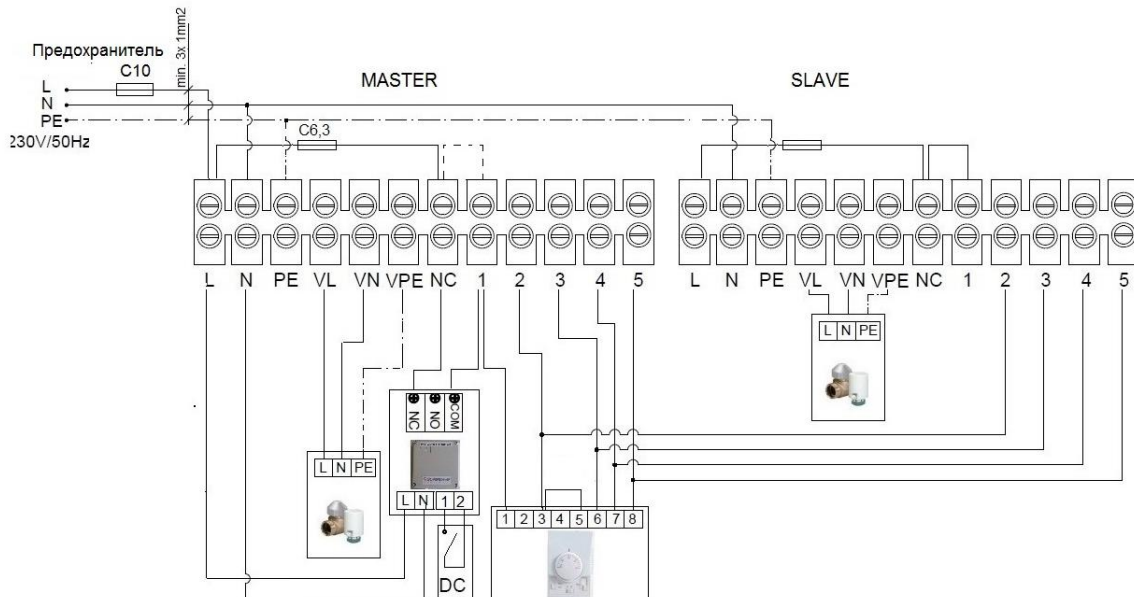 min. 3x 1mm2
Предохранитель
C10
L
N
PE
230V/50Hz
MASTER
SLAVE
C6,3
L N PE VL VN VPE NC 1 2 3 4 5
L N PE VL VN VPE NC 1 2 3 4 5
L N PE
NC NO COM
L N PE
L N 1 2
1 2 3 4 5 6 7 8
DC